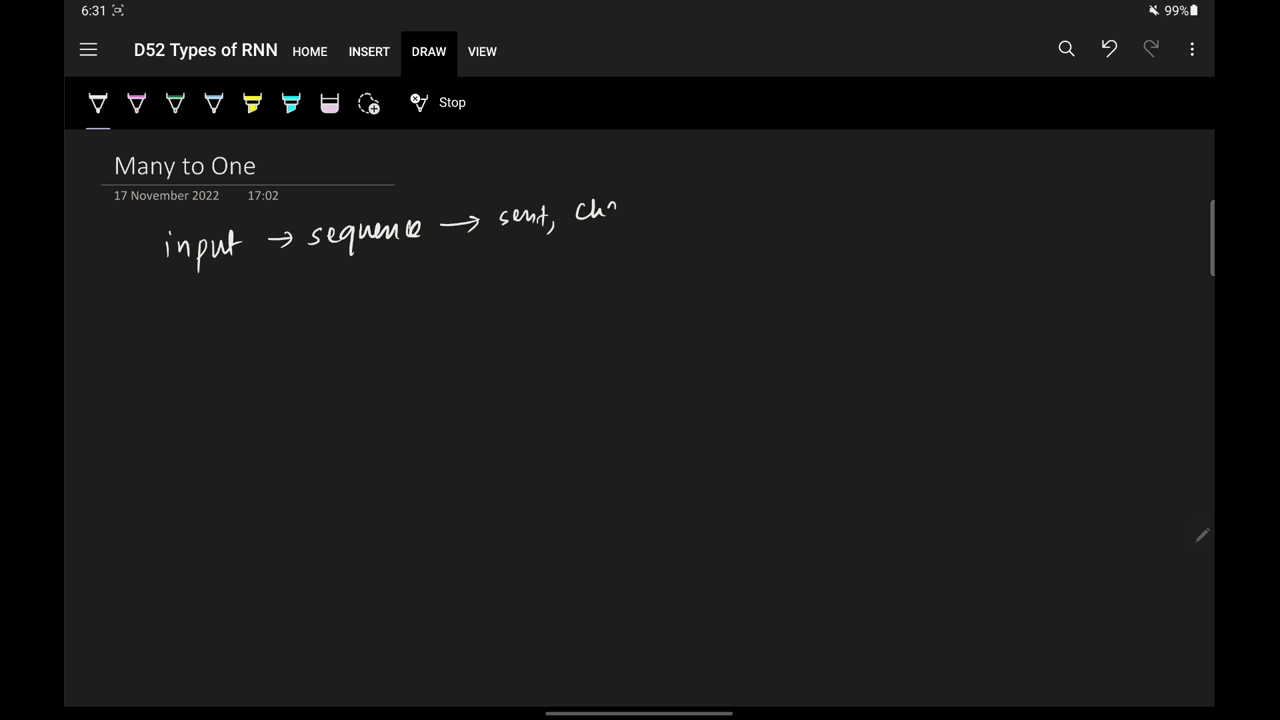 6:31 99%
D52 Types of RNN HOME INSERT DRAW VIEW
Stop
Many to One
17 November 2022 17:02
input → sequence → sent, cha